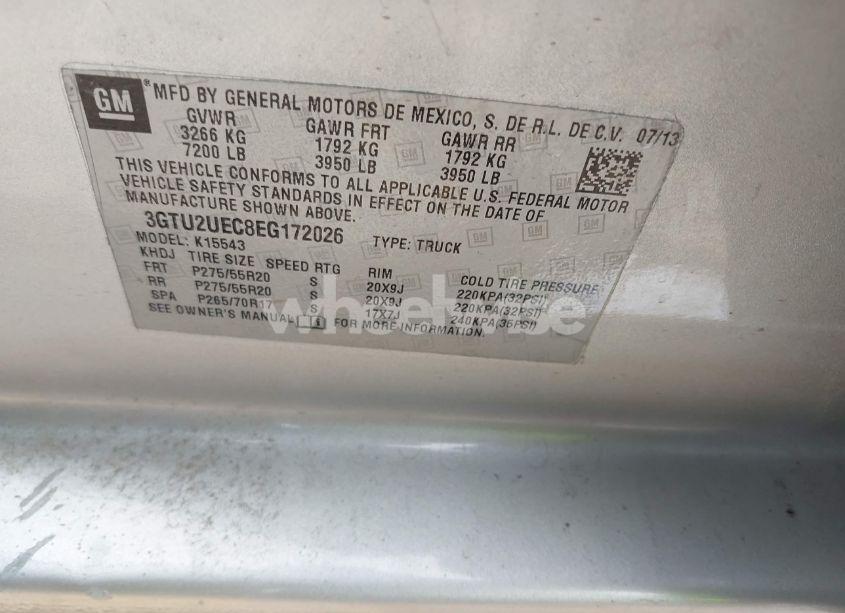 GM
® MFD BY GENERAL MOTORS DE MEXICO, S. DE R.L. DE C.V. 07/13
GVWR GAWR FRT GAWR RR
3266 KG 1792 KG 1792 KG
7200 LB 3950 LB 3950 LB
THIS VEHICLE CONFORMS TO ALL APPLICABLE U.S. FEDERAL MOTOR
VEHICLE SAFETY STANDARDS IN EFFECT ON THE DATE OF
MANUFACTURE SHOWN ABOVE.
3GTU2UEC8EG172026 TYPE: TRUCK
MODEL: K15543
KHDJ TIRE SIZE SPEED RTG RIM COLD TIRE PRESSURE
FRT P275/55R20 S 20X9J 220KPA(32PSI)
RR P275/55R20 S 20X9J 220KPA(32PSI)
SPA P265/70R17 S 17X7J 240KPA(35PSI)
SEE OWNER'S MANUAL FOR MORE INFORMATION.